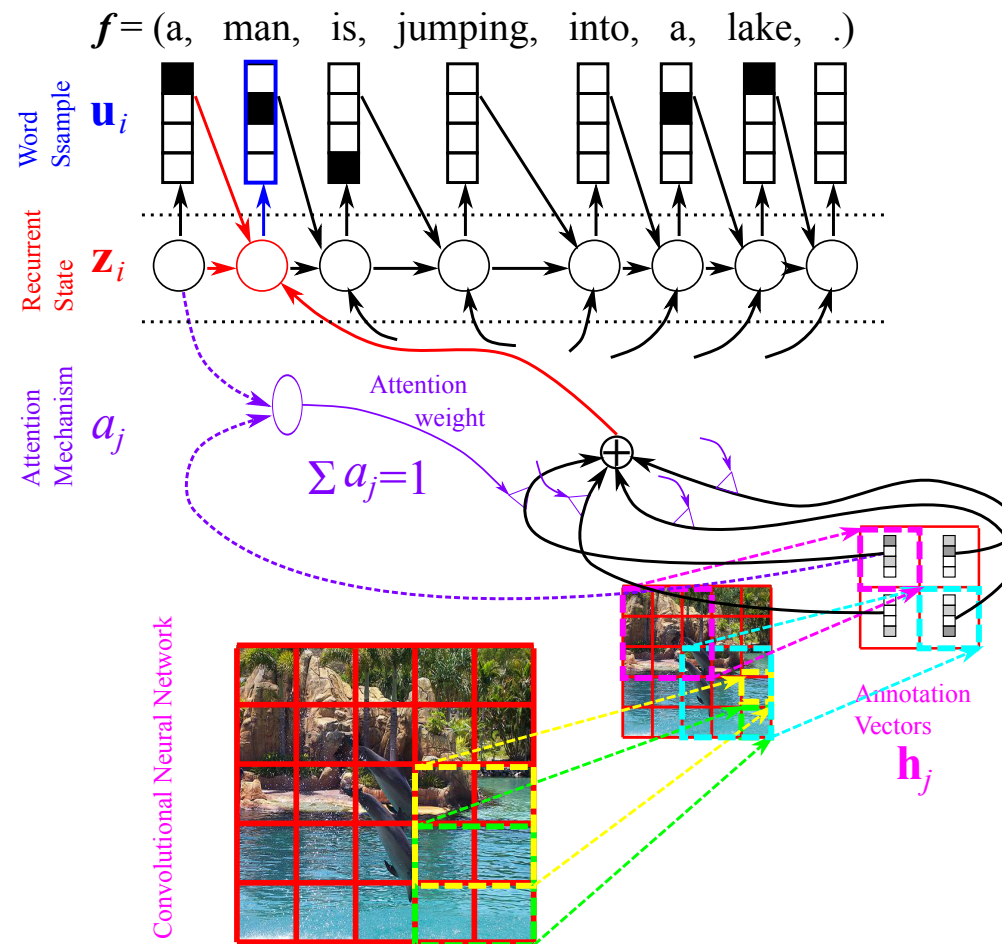 f = (a, man, is, jumping, into, a, lake, .)
Word
Ssample
u_i
Recurrent
State
z_i
Attention
Mechanism
a_j
Attention
weight
∑ a_j=1
Convolutional Neural Network
Annotation
Vectors
h_j